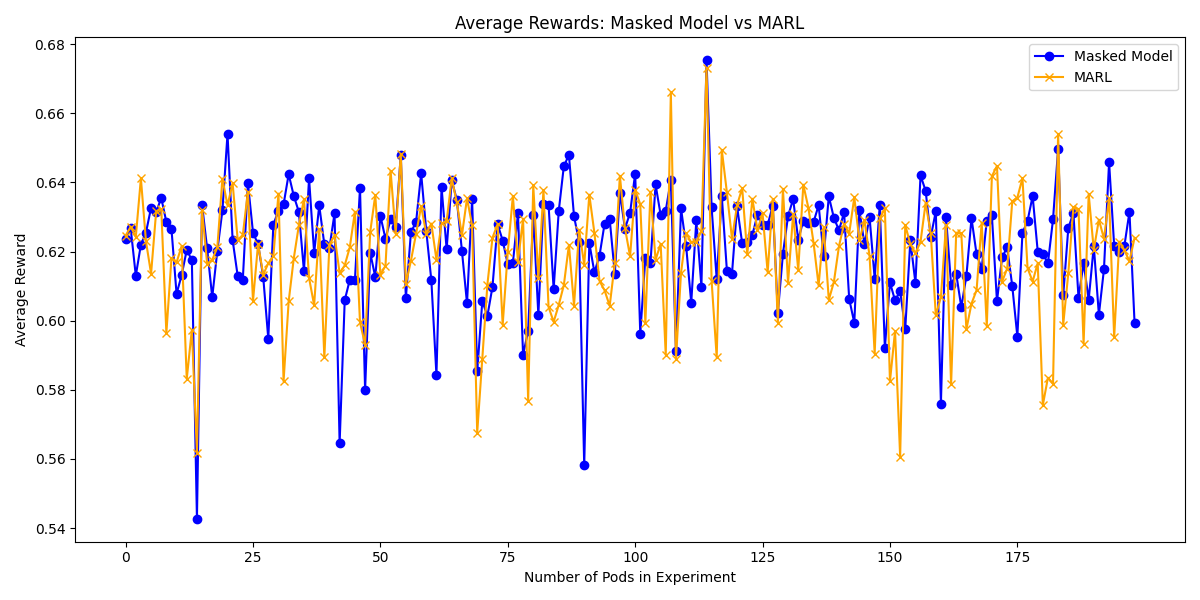 Average Rewards: Masked Model vs MARL
Masked Model
MARL
Average Reward
0.68
0.66
0.64
0.62
0.60
0.58
0.56
0.54
0 25 50 75 100 125 150 175
Number of Pods in Experiment